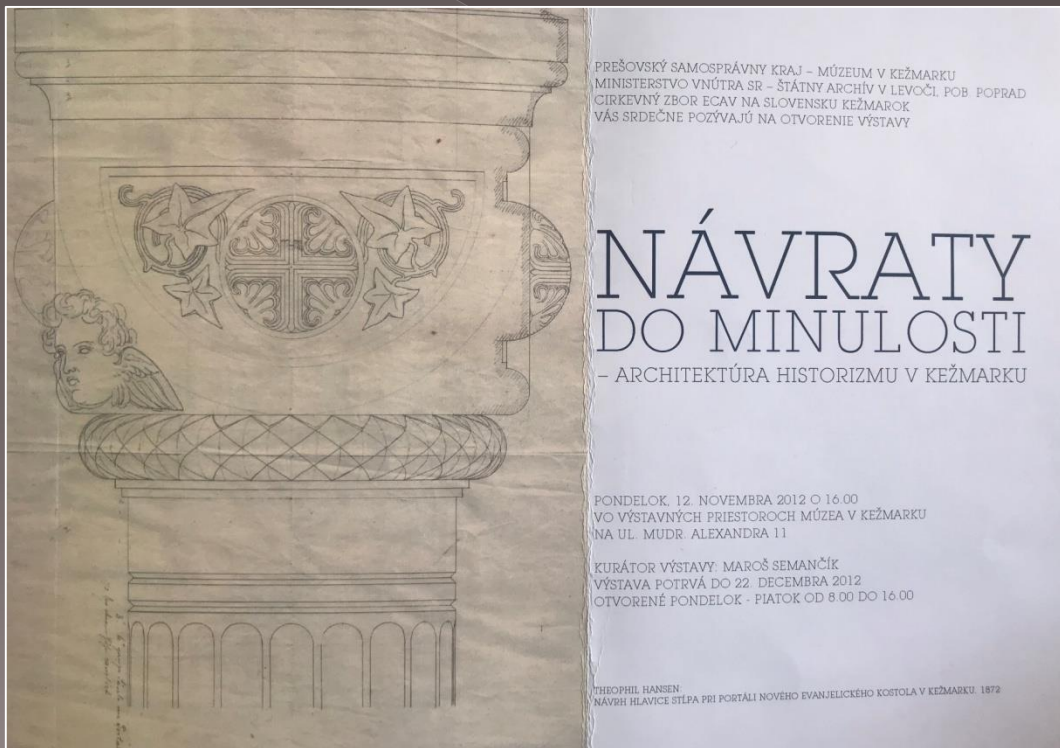 PREŠOVSKÝ SAMOSPRÁVNY KRAJ – MÚZEUM V KEŽMARKU
MINISTERSTVO VNÚTRA SR – ŠTÁTNY ARCHÍV V LEVOČI, POB. POPRAD
CIRKEVNÝ ZBOR ECAV NA SLOVENSKU KEŽMAROK
VÁS SRDEČNE POZÝVAJÚ NA OTVORENIE VÝSTAVY
NÁVRATY
DO MINULOSTI
– ARCHITEKTÚRA HISTORIZMU V KEŽMARKU
PONDELOK, 12. NOVEMBRA 2012 O 16.00
VO VÝSTAVNÝCH PRIESTOROCH MÚZEA V KEŽMARKU
NA UL. MUDR. ALEXANDRA 11
KURÁTOR VÝSTAVY: MAROŠ SEMANČÍK
VÝSTAVA POTRVÁ DO 22. DECEMBRA 2012
OTVORENÉ PONDELOK - PIATOK OD 8.00 DO 16.00
THEOPHIL HANSEN:
NÁVRH HLAVICE STĹPA PRI PORTÁLI NOVÉHO EVANJELICKÉHO KOSTOLA V KEŽMARKU, 1872